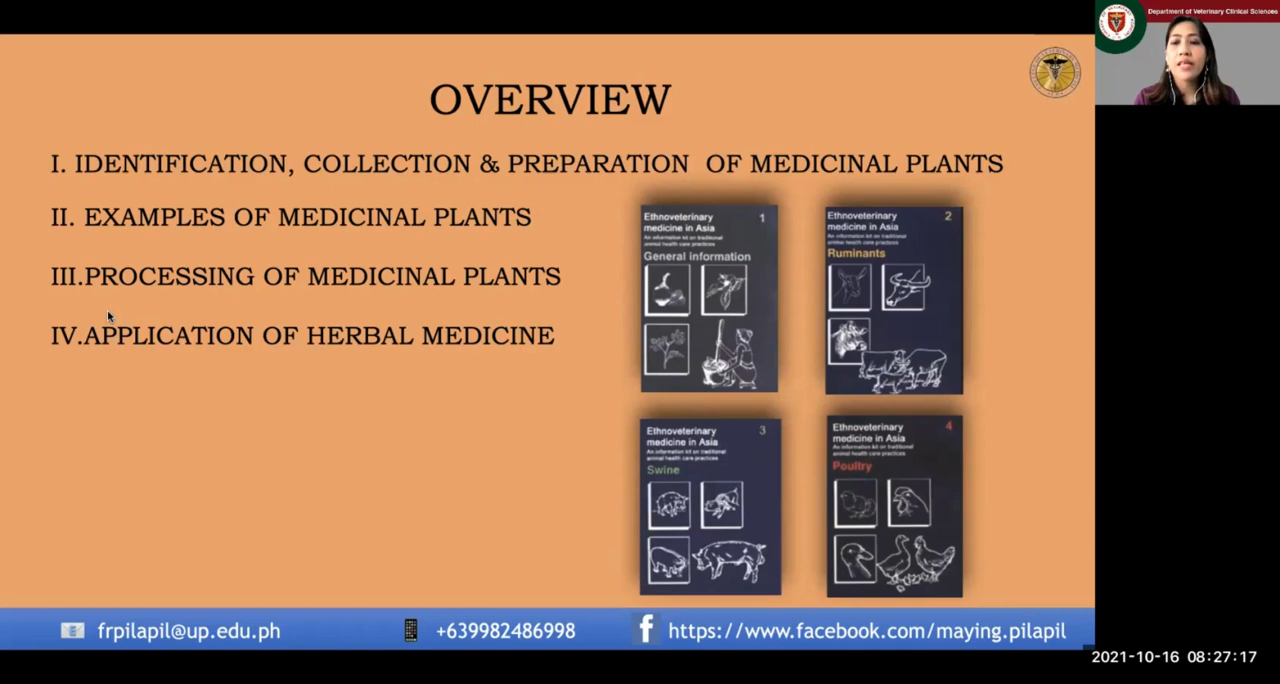 Department of Veterinary Clinical Sciences
OVERVIEW
I. IDENTIFICATION, COLLECTION & PREPARATION OF MEDICINAL PLANTS
II. EXAMPLES OF MEDICINAL PLANTS
III.PROCESSING OF MEDICINAL PLANTS
IV.APPLICATION OF HERBAL MEDICINE
Ethnoveterinary 1
medicine in Asia
An information kit on traditional
animal health care practices
General information
Ethnoveterinary 2
medicine in Asia
An information kit on traditional
animal health care practices
Ruminants
Ethnoveterinary 3
medicine in Asia
An information kit on traditional
animal health care practices
Swine
Ethnoveterinary 4
medicine in Asia
An information kit on traditional
animal health care practices
Poultry
frpilapil@up.edu.ph
+639982486998
https://www.facebook.com/maying.pilapil
2021-10-16 08:27:17